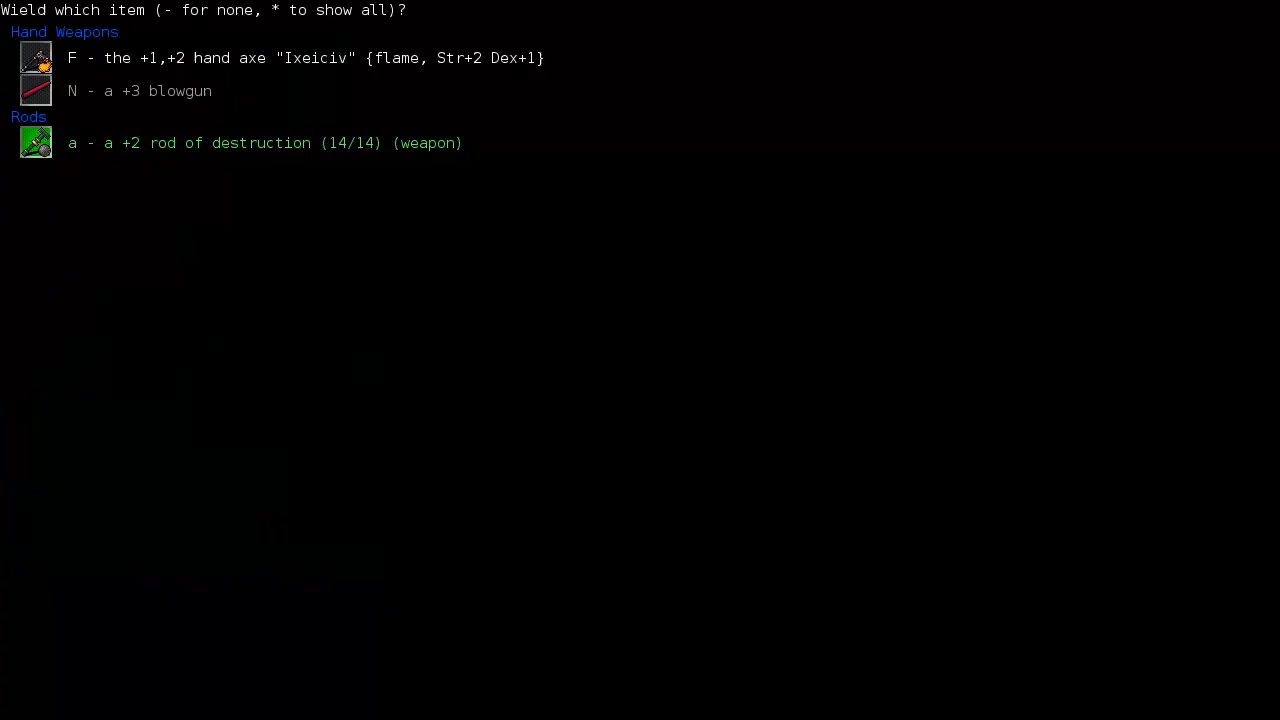 Wield which item (- for none, * to show all)?
Hand Weapons
F - the +1,+2 hand axe "Ixeiciv" {flame, Str+2 Dex+1}
N - a +3 blowgun
Rods
a - a +2 rod of destruction (14/14) (weapon)